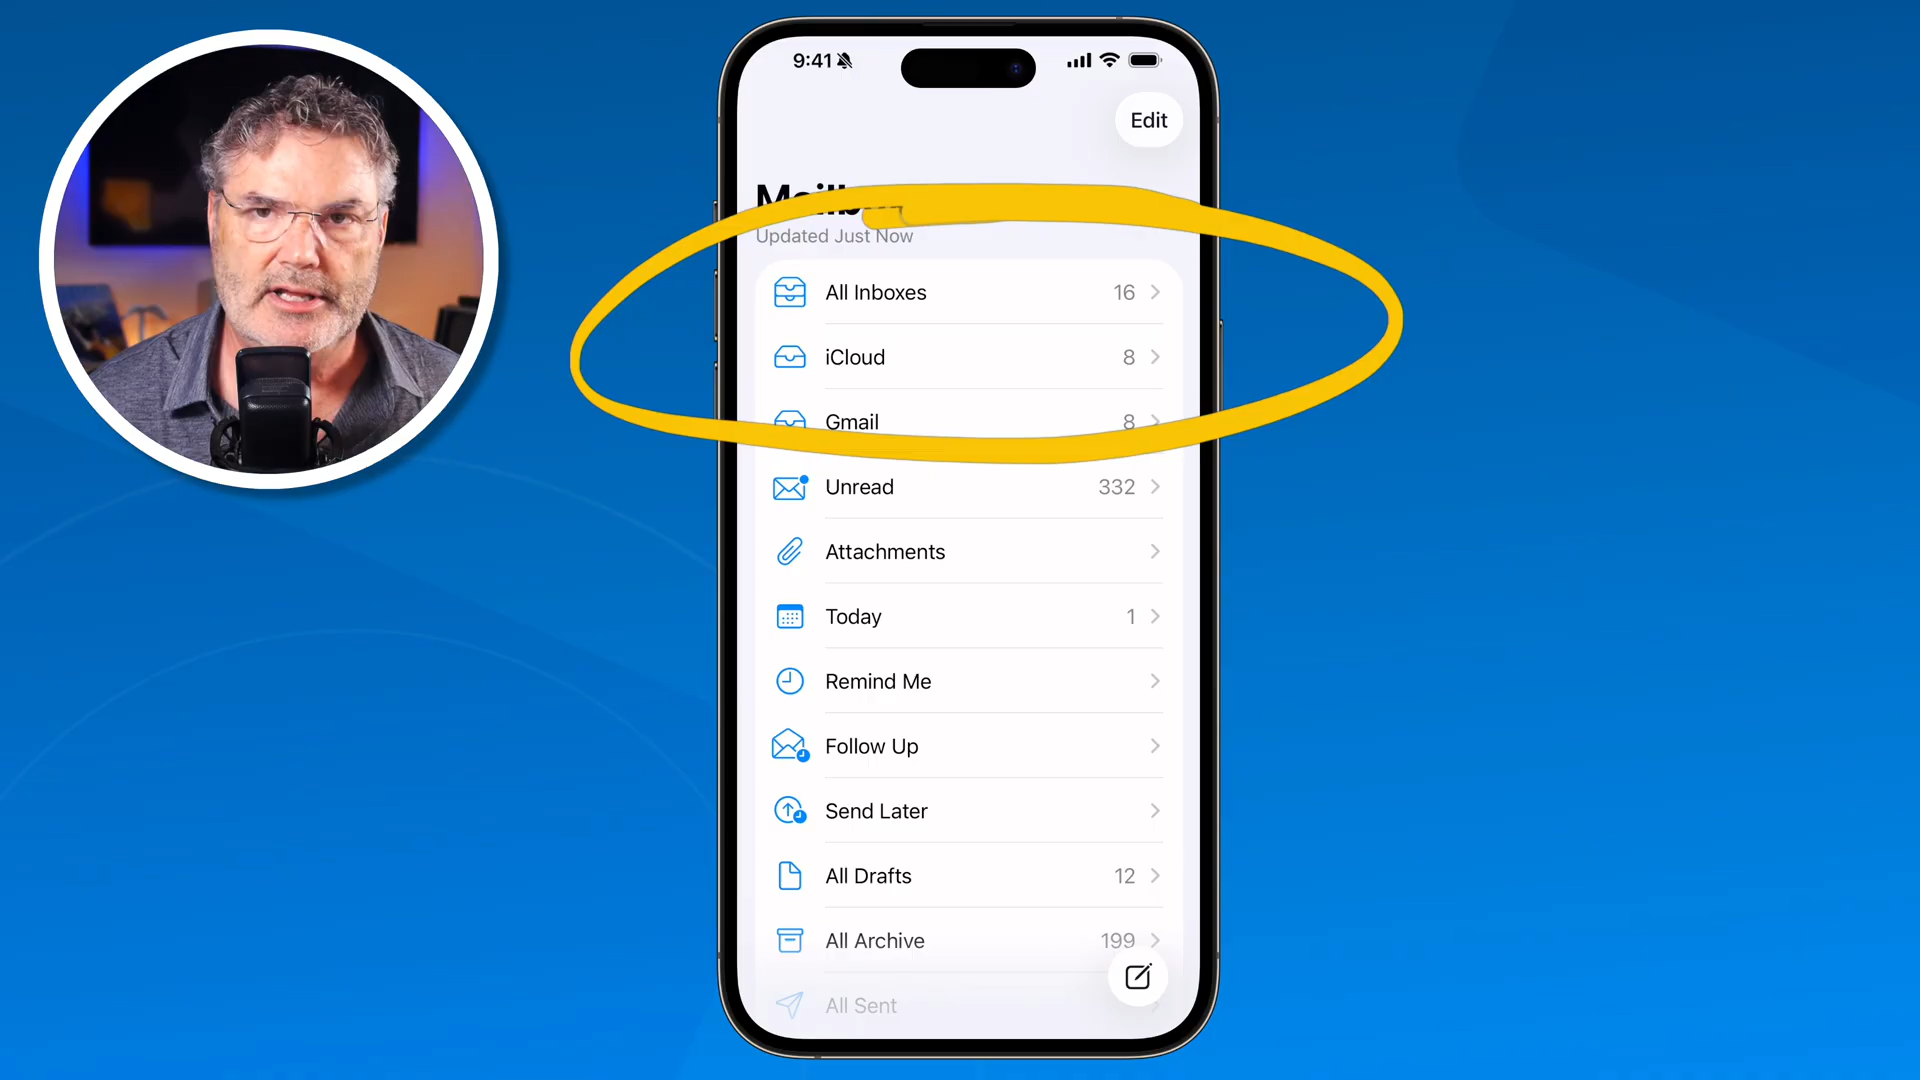 9:41
Edit
Updated Just Now
All Inboxes 16
iCloud 8
Gmail 8
Unread 332
Attachments
Today 1
Remind Me
Follow Up
Send Later
All Drafts 12
All Archive 199
All Sent